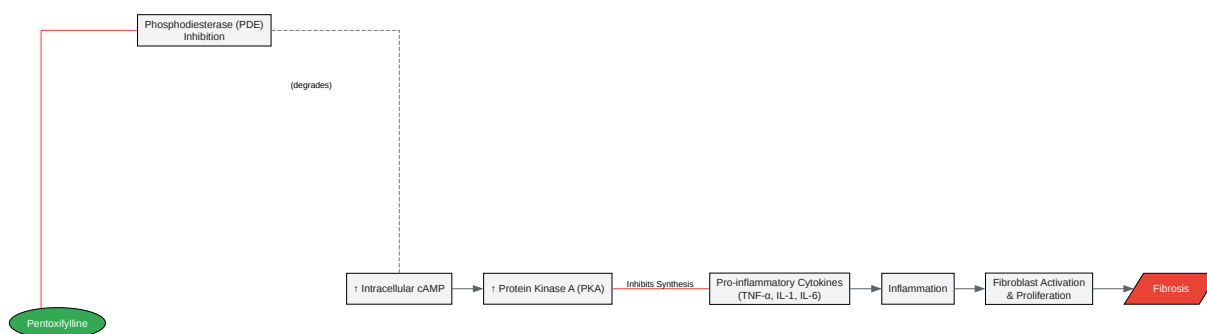 Phosphodiesterase (PDE)
Inhibition
(degrades)
↑ Intracellular cAMP
↑ Protein Kinase A (PKA)
Inhibits Synthesis
Pro-inflammatory Cytokines
(TNF-α, IL-1, IL-6)
Inflammation
Fibroblast Activation
& Proliferation
Fibrosis
Pentoxifylline